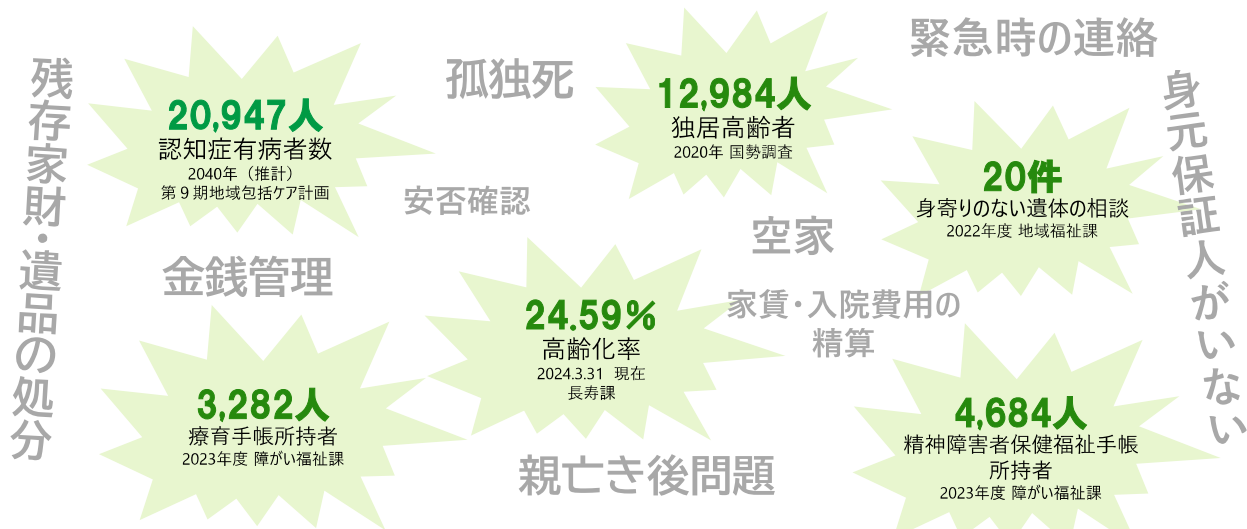 残存家財・遺品の処分
20,947人
認知症有病者数
2040年（推計）
第９期地域包括ケア計画
孤独死
12,984人
独居高齢者
2020年 国勢調査
緊急時の連絡
身元保証人がいない
安否確認
20件
身寄りのない遺体の相談
2022年度 地域福祉課
空家
金銭管理
24.59%
高齢化率
2024.3.31 現在
長寿課
家賃・入院費用の
精算
3,282人
療育手帳所持者
2023年度 障がい福祉課
4,684人
精神障害者保健福祉手帳
所持者
2023年度 障がい福祉課
親亡き後問題